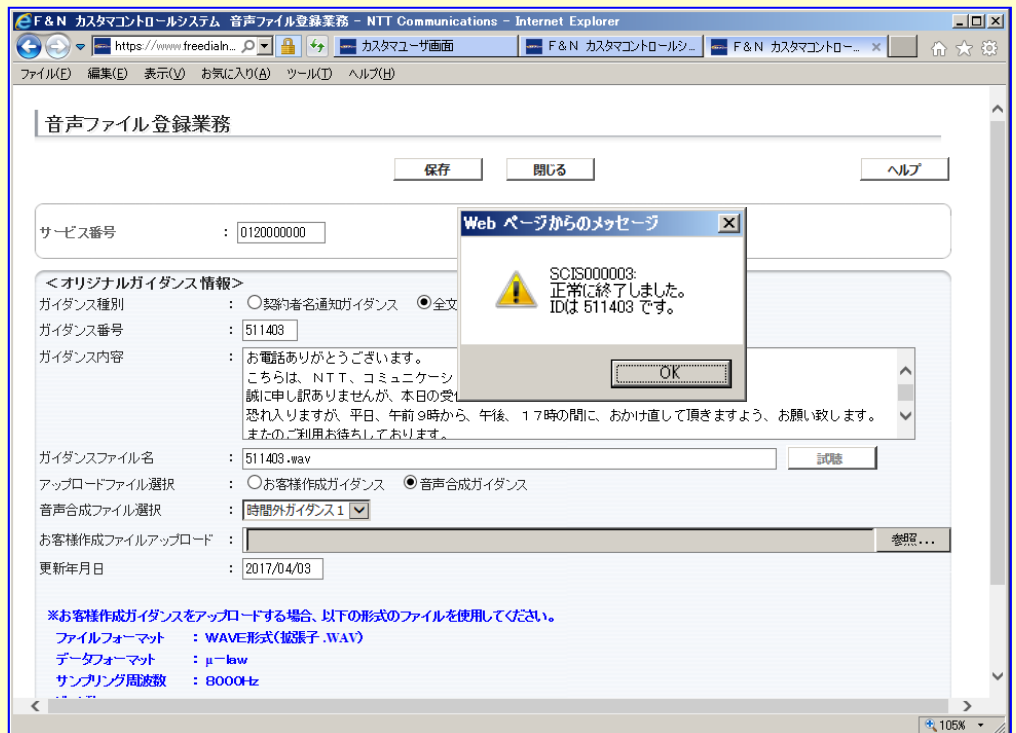 F&N カスタマコントロールシステム 音声ファイル登録業務 - NTT Communications - Internet Explorer
https://www.freedialn... カスタマユーザ画面 F&N カスタマコントロールシ... F&N カスタマコントロー... ×
ファイル(F) 編集(E) 表示(V) お気に入り(A) ツール(T) ヘルプ(H)
音声ファイル登録業務
保存 閉じる ヘルプ
サービス番号 : 0120000000
Web ページからのメッセージ
SCIS000003:
正常に終了しました。
IDは 511403 です。
OK
<オリジナルガイダンス情報>
ガイダンス種別 : 契約者名通知ガイダンス 全文
ガイダンス番号 : 511403
ガイダンス内容 : お電話ありがとうございます。
こちらは、NTT、コミュニケーシ
誠に申し訳ありませんが、本日の受
恐れ入りますが、平日、午前9時から、午後、17時の間に、おかけ直して頂きますよう、お願い致します。
またのご利用お待ちしております。
ガイダンスファイル名 : 511403.wav 試聴
アップロードファイル選択 : お客様作成ガイダンス 音声合成ガイダンス
音声合成ファイル選択 : 時間外ガイダンス1
お客様作成ファイルアップロード : 参照...
更新年月日 : 2017/04/03
※お客様作成ガイダンスをアップロードする場合、以下の形式のファイルを使用してください。
ファイルフォーマット : WAVE形式(拡張子.WAV)
データフォーマット : μ-law
サンプリング周波数 : 8000Hz
105%